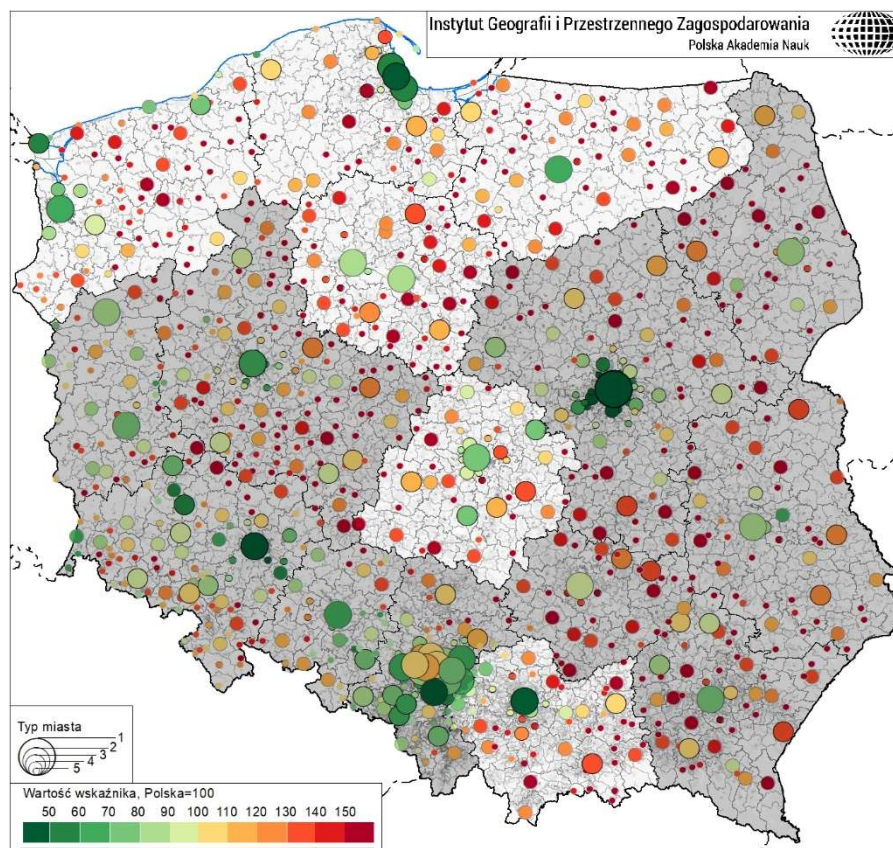 Instytut Geografii i Przestrzennego Zagospodarowania
Polska Akademia Nauk
Typ miasta
1
2
3
4
5
Wartość wskaźnika, Polska=100
50 60 70 80 90 100 110 120 130 140 150